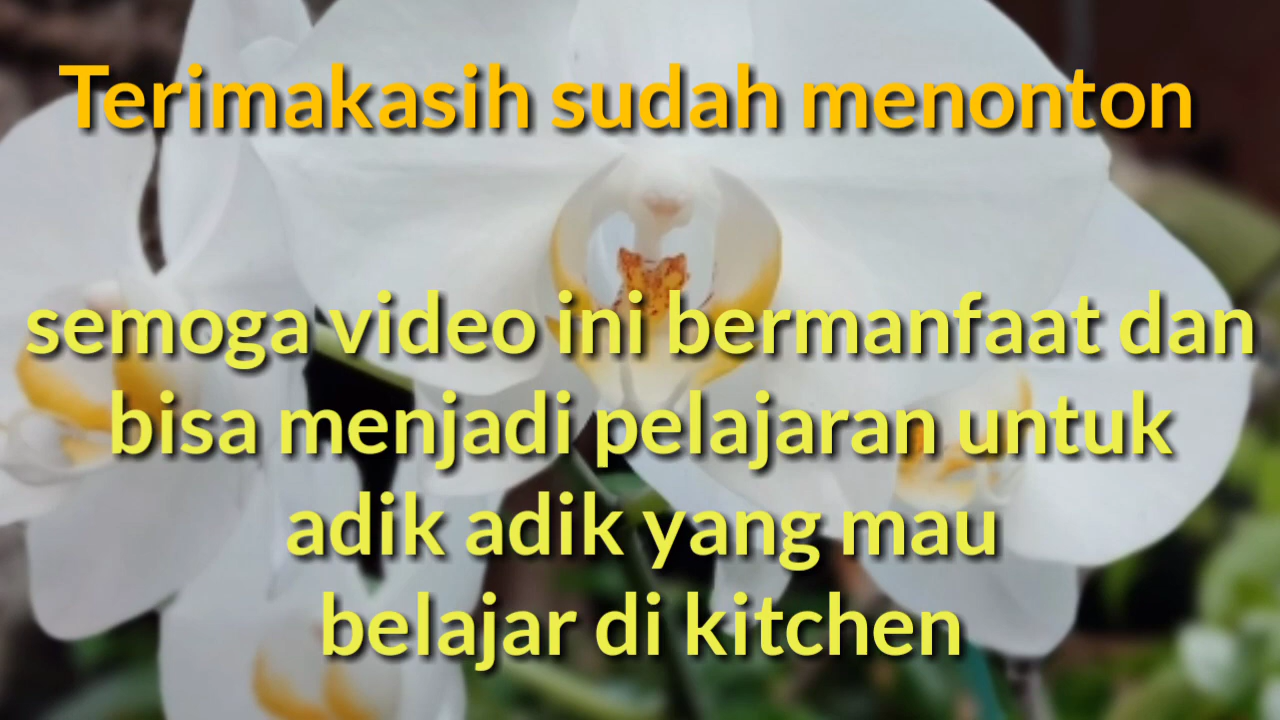 Terimakasih sudah menonton
semoga video ini bermanfaat dan
bisa menjadi pelajaran untuk
adik adik yang mau
belajar di kitchen